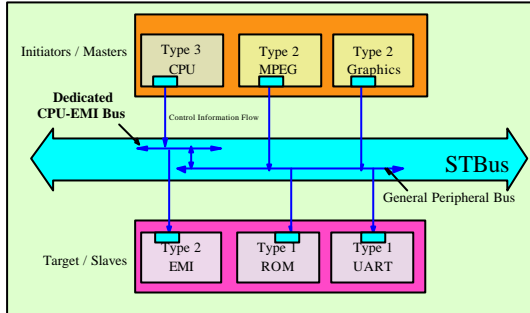 Initiators / Masters
Type 3
CPU
Type 2
MPEG
Type 2
Graphics
Dedicated
CPU-EMI Bus
Control Information Flow
STBus
General Peripheral Bus
Target / Slaves
Type 2
EMI
Type 1
ROM
Type 1
UART